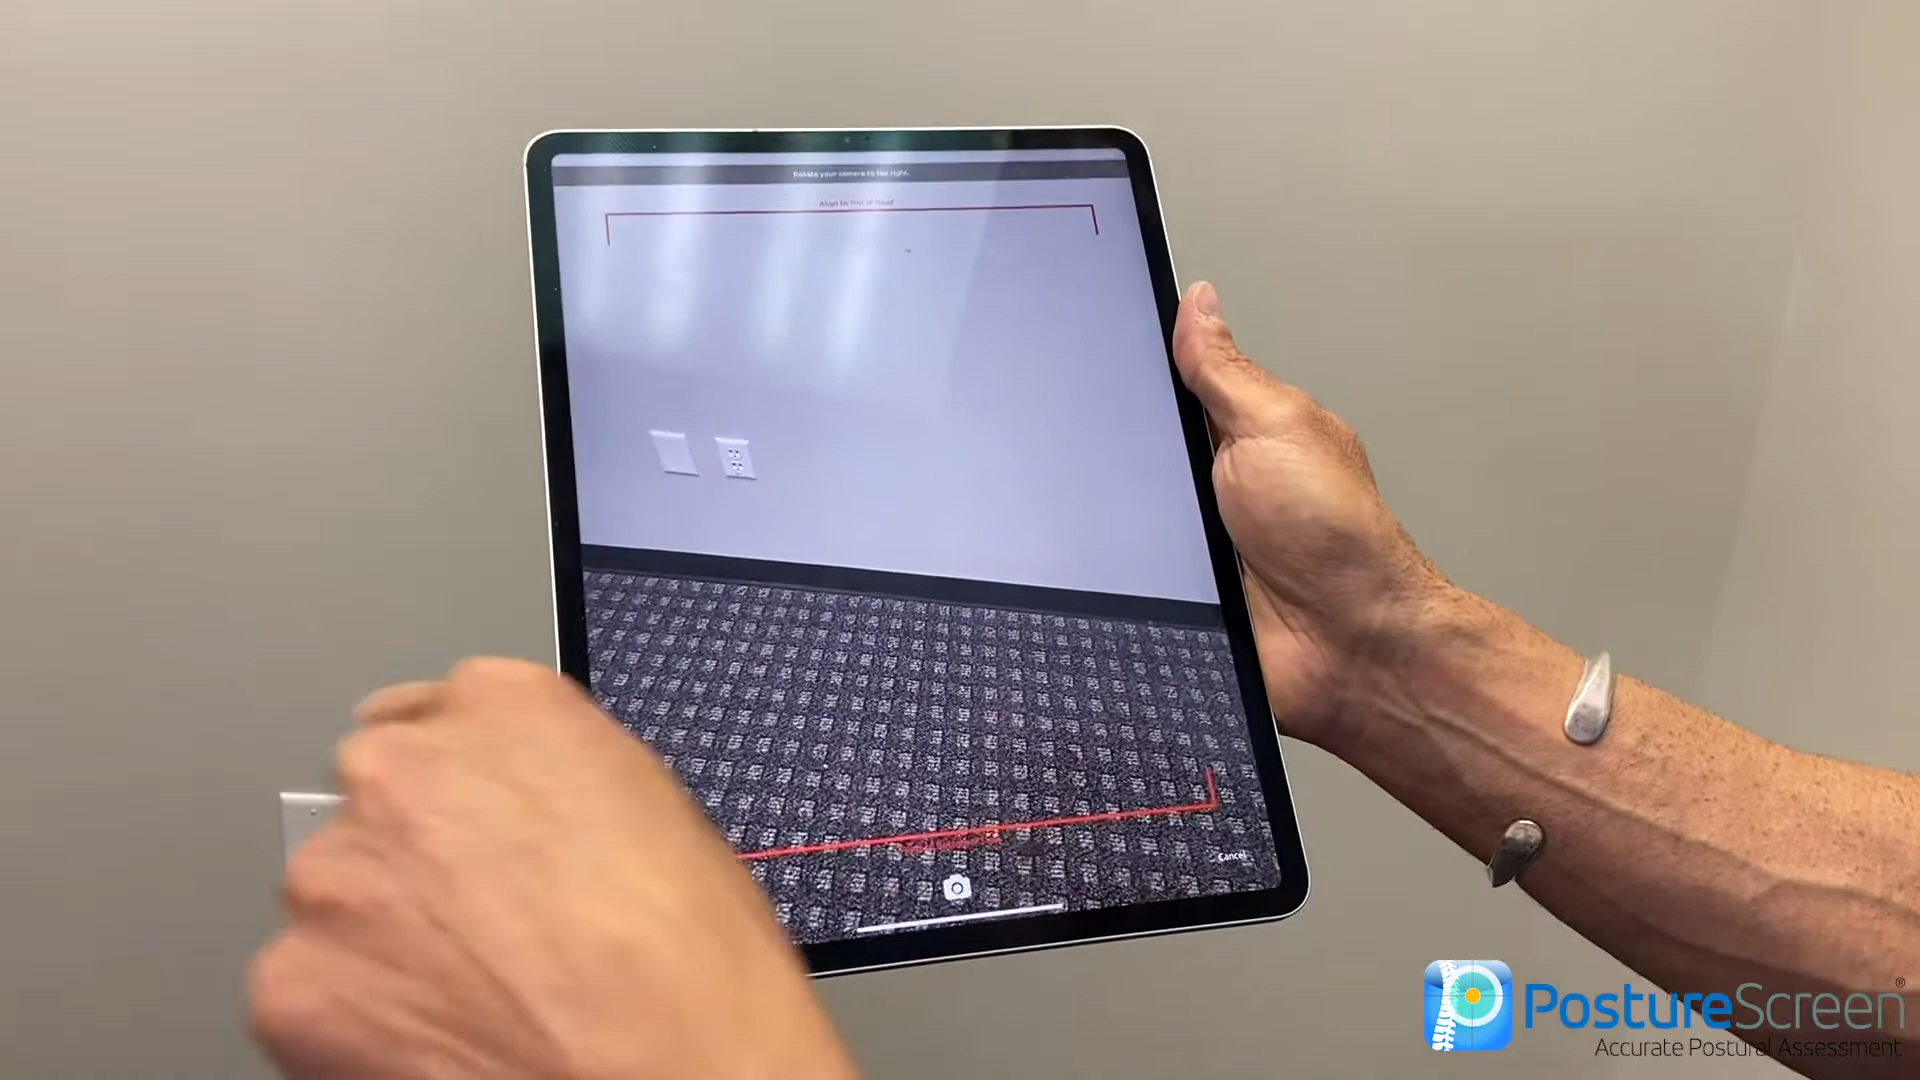 Rotate your camera to the right.
Align to Top of Head
Cancel
PostureScreen®
Accurate Postural Assessment